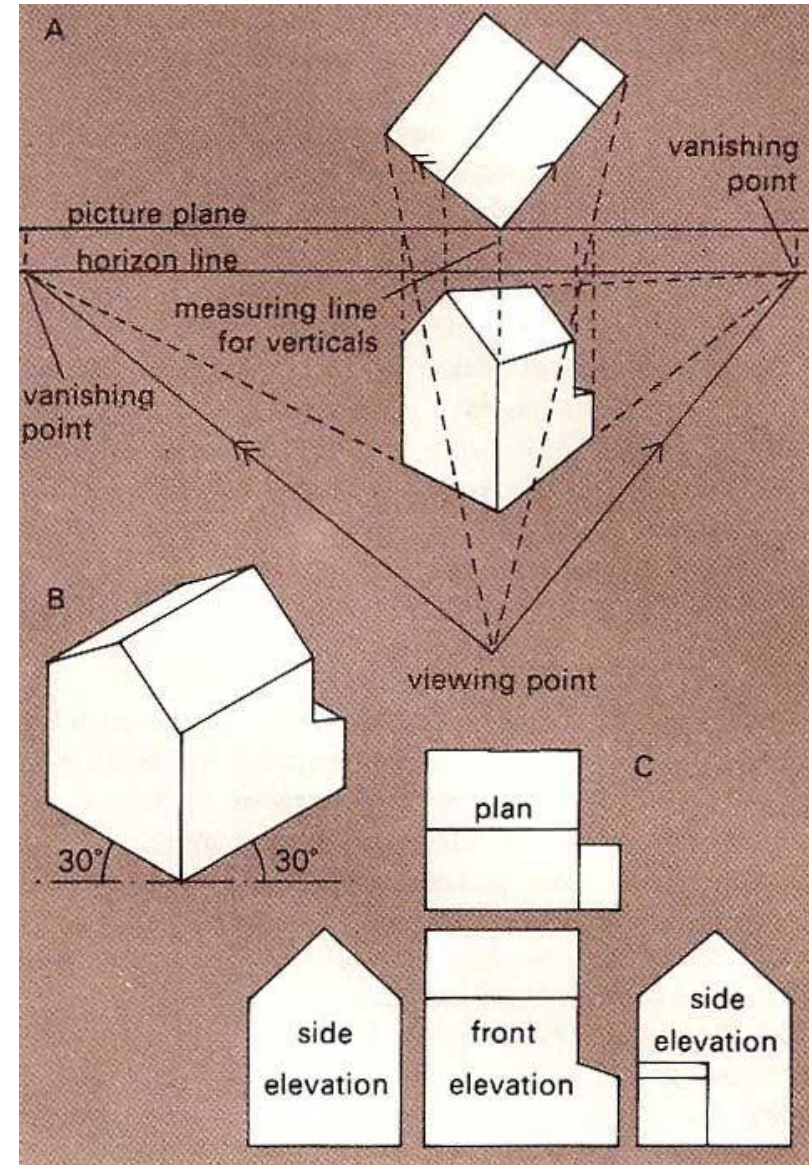 A
vanishing
point
picture plane
horizon line
measuring line
for verticals
vanishing
point
B
viewing point
C
30°
30°
plan
side
elevation
front
elevation
side
elevation